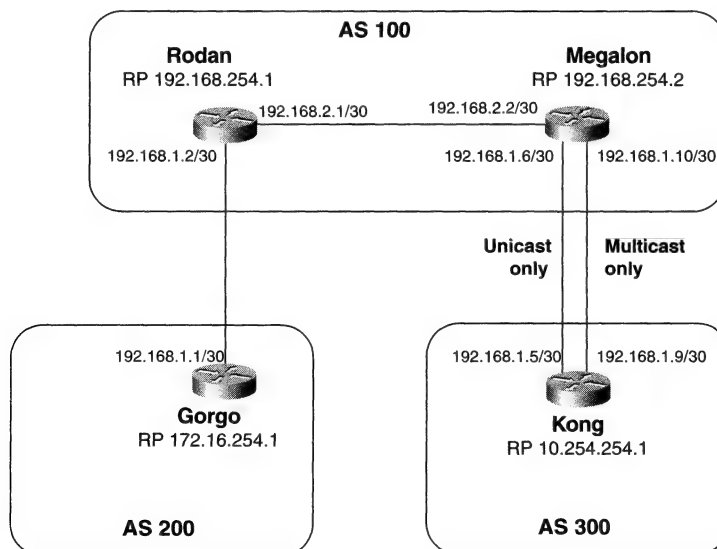 AS 100
Rodan
RP 192.168.254.1
Megalon
RP 192.168.254.2
192.168.2.1/30
192.168.2.2/30
192.168.1.2/30
192.168.1.6/30
192.168.1.10/30
Unicast
only
Multicast
only
192.168.1.1/30
Gorgo
RP 172.16.254.1
AS 200
192.168.1.5/30
192.168.1.9/30
Kong
RP 10.254.254.1
AS 300